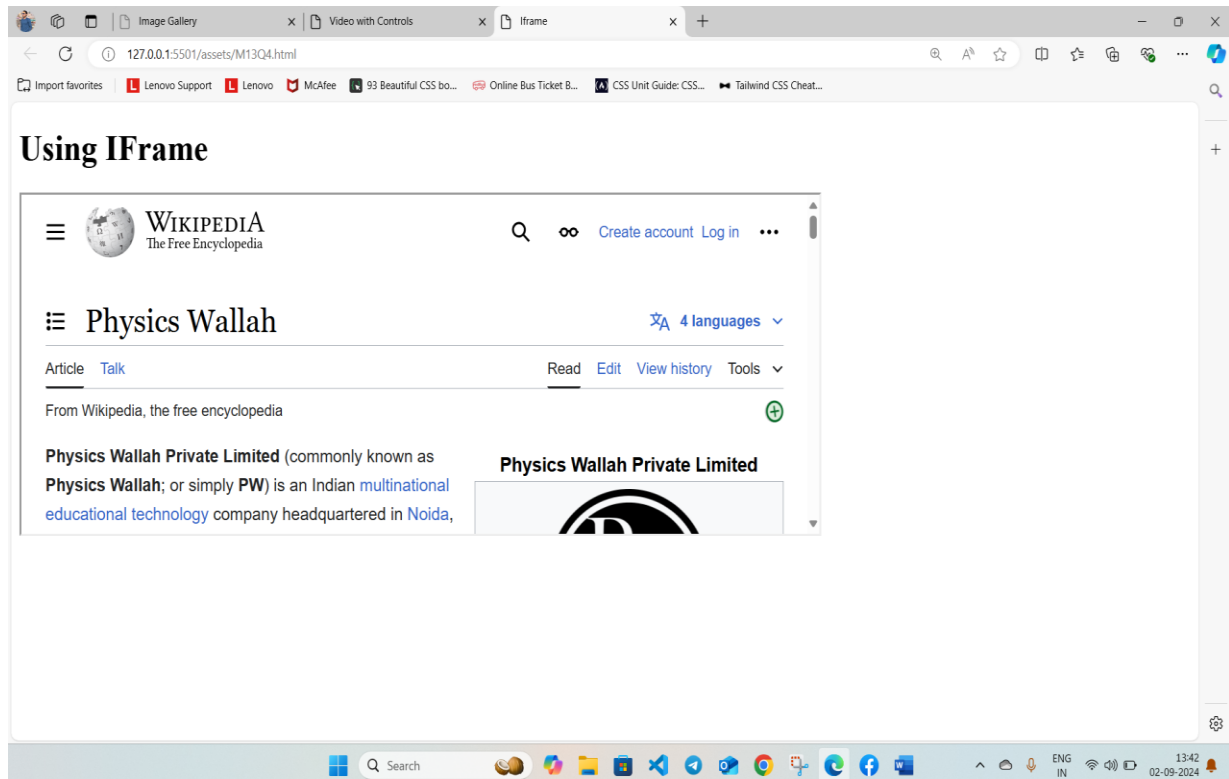 Image Gallery
Video with Controls
Iframe
127.0.0.1:5501/assets/M13Q4.html
Import favorites
L Lenovo Support
L Lenovo
McAfee
93 Beautiful CSS bo...
Online Bus Ticket B...
CSS Unit Guide: CSS...
Tailwind CSS Cheat...
Using IFrame
WIKIPEDIA
The Free Encyclopedia
Create account Log in
Physics Wallah
4 languages
Article Talk
Read Edit View history Tools
From Wikipedia, the free encyclopedia
Physics Wallah Private Limited (commonly known as
Physics Wallah; or simply PW) is an Indian multinational
educational technology company headquartered in Noida,
Physics Wallah Private Limited
Search
ENG
IN
13:42
02-09-2024